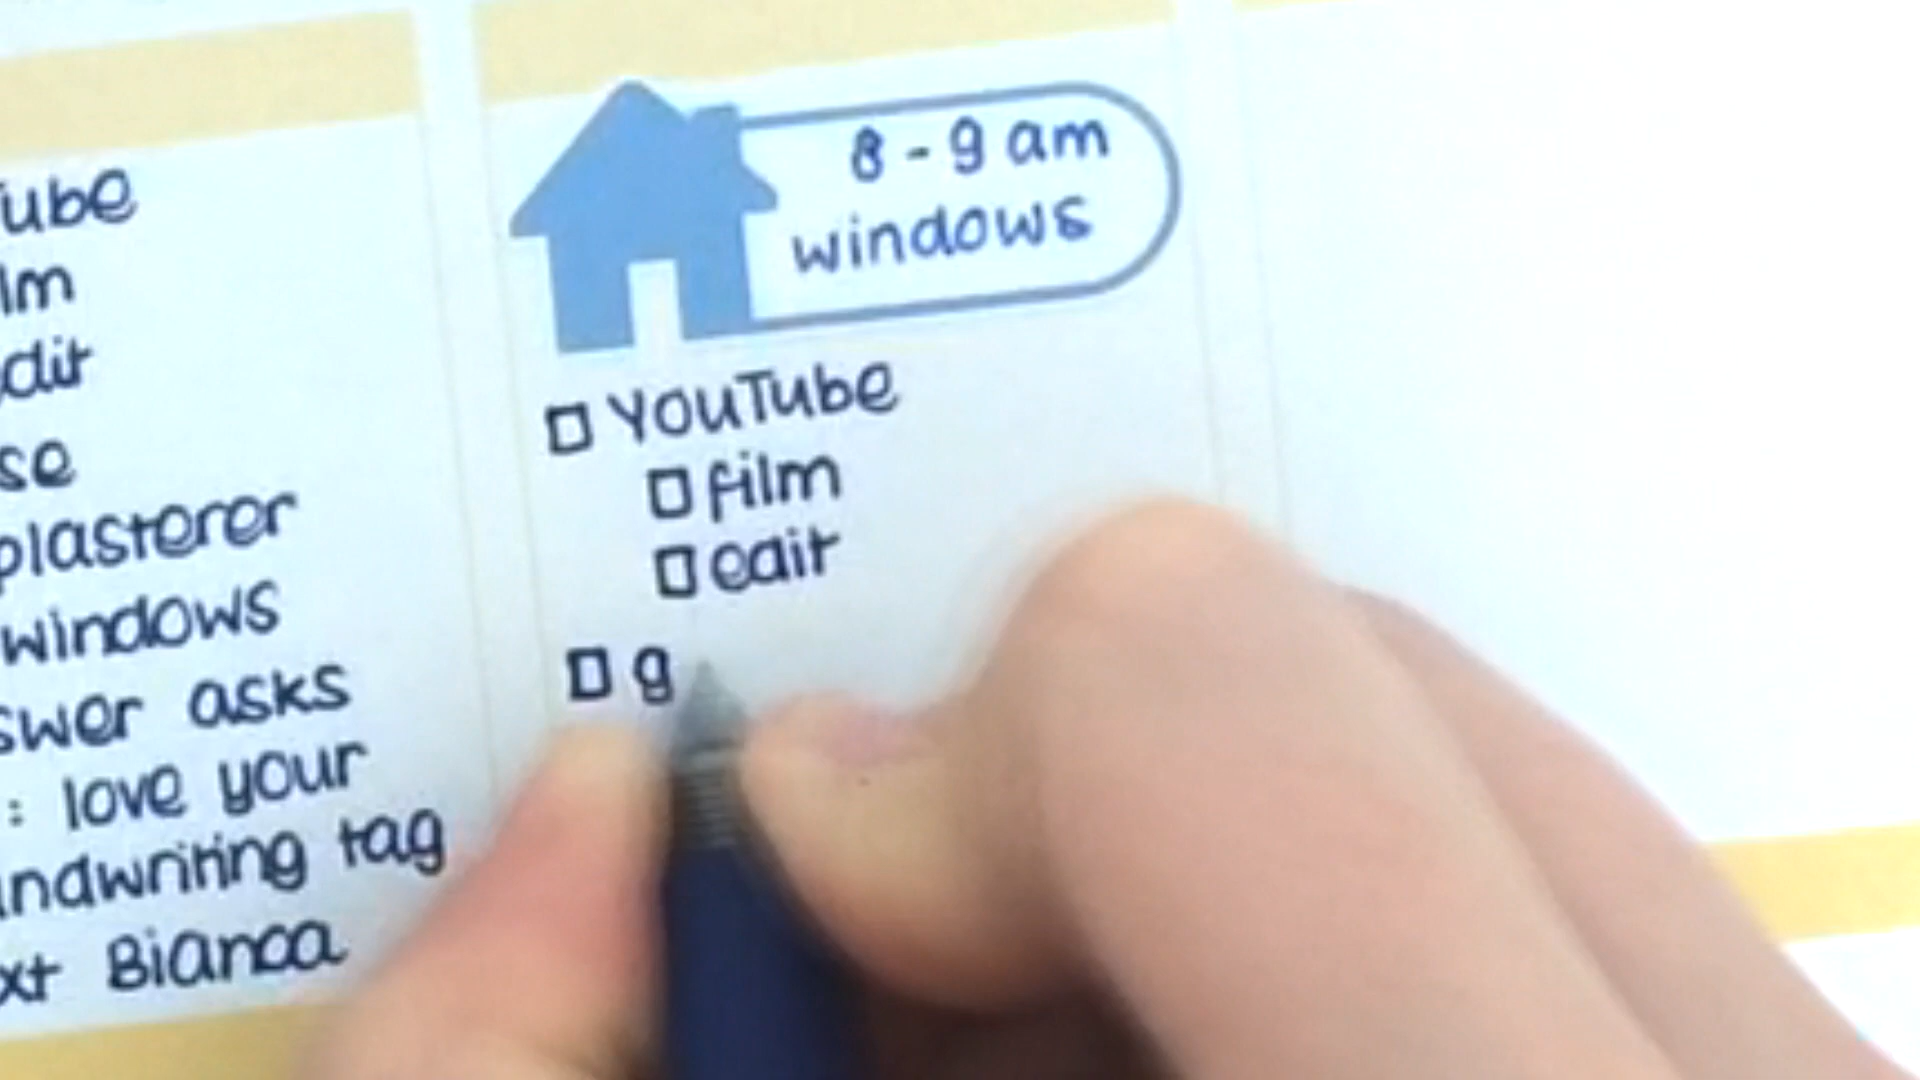 Tube
lm
dit
se
plasterer
windows
swer asks
: love your
ndwriting tag
xt Bianca
8-9 am
windows
YouTube
film
edit
g